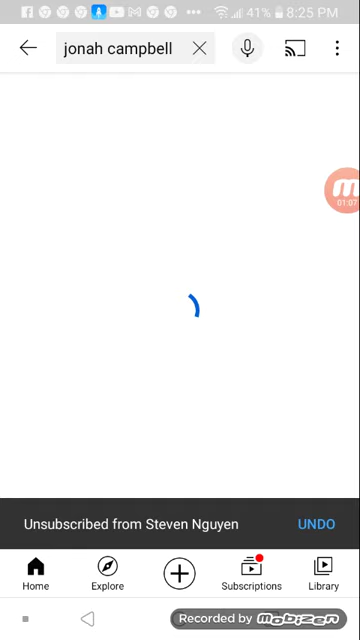 41% 8:25 PM
jonah campbell
01:07
Unsubscribed from Steven Nguyen UNDO
Home Explore Subscriptions Library
Recorded by mobizen